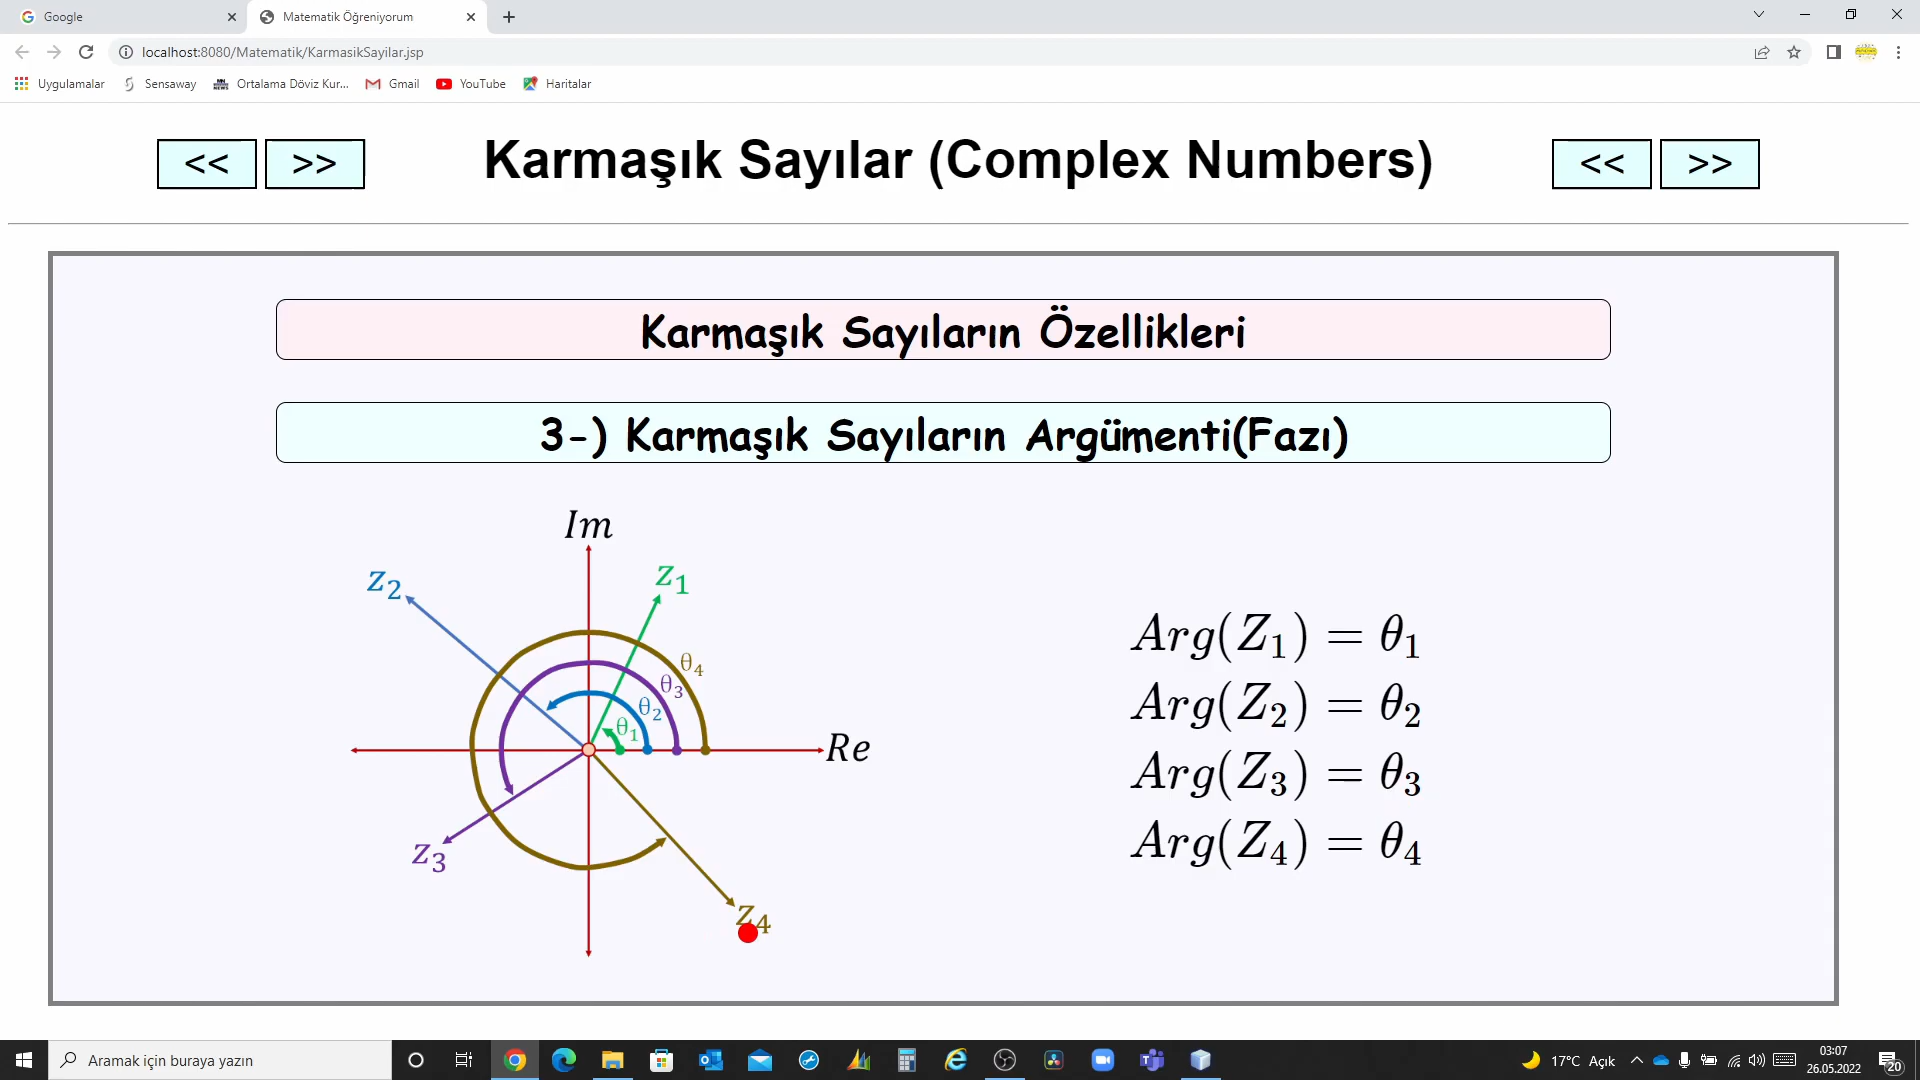 Google
Matematik Öğreniyorum
localhost:8080/Matematik/KarmasikSayilar.jsp
Uygulamalar Sensaway Ortalama Döviz Kur... Gmail YouTube Haritalar
<< >> Karmaşık Sayılar (Complex Numbers) << >>
Karmaşık Sayıların Özellikleri
3-) Karmaşık Sayıların Argümenti(Fazı)
Im
z₂
z₁
θ₄
θ₃
θ₂
θ₁
Re
z₃
z₄
Arg(Z₁) = θ₁
Arg(Z₂) = θ₂
Arg(Z₃) = θ₃
Arg(Z₄) = θ₄
Aramak için buraya yazın
17°C Açık
03:07
26.05.2022
20